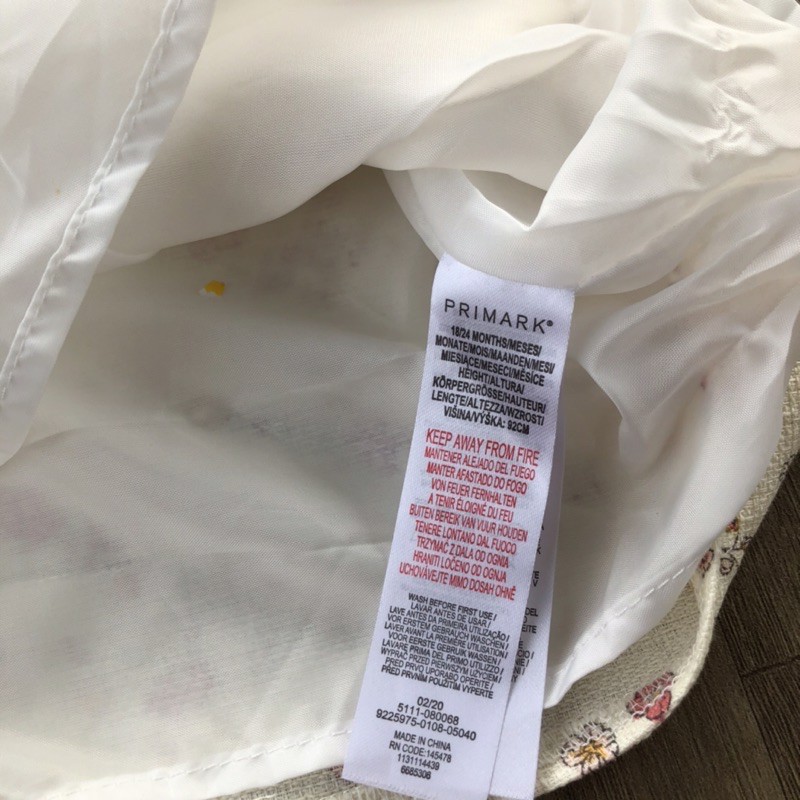 PRIMARK®
18/24 MONTHS/MESES/
MONATE/MOIS/MAANDEN/MESI/
MIESIĄCE/MESECI/MĚSÍCE
HEIGHT/ALTURA/
KÖRPERGRÖSSE/HAUTEUR/
LENGTE/ALTEZZA/WZROST/
VIŠINA/VÝŠKA: 92CM
KEEP AWAY FROM FIRE
MANTENER ALEJADO DEL FUEGO
MANTER AFASTADO DO FOGO
VON FEUER FERNHALTEN
A TENIR ÉLOIGNÉ DU FEU
BUITEN BEREIK VAN VUUR HOUDEN
TENERE LONTANO DAL FUOCO
TRZYMAĆ Z DALA OD OGNIA
HRANITI LOČENO OD OGNJA
UCHOVÁVEJTE MIMO DOSAH OHNĚ
WASH BEFORE FIRST USE/
LAVAR ANTES DE USAR/
LAVE ANTES DA PRIMEIRA UTILIZAÇÃO/
VOR ERSTEM GEBRAUCH WASCHEN/
LAVER AVANT LA PREMIÈRE UTILISATION/
VOOR EERSTE GEBRUIK WASSEN/
LAVARE PRIMA DEL PRIMO UTILIZZO/
WYPRAĆ PRZED PIERWSZYM UŻYCIEM/
PRED PRVO UPORABO OPERITE/
PŘED PRVNÍM POUŽITÍM VYPERTE
02/20
5111-080068
9225975-0108-05040
MADE IN CHINA
RN CODE:145478
1131114439
6685308